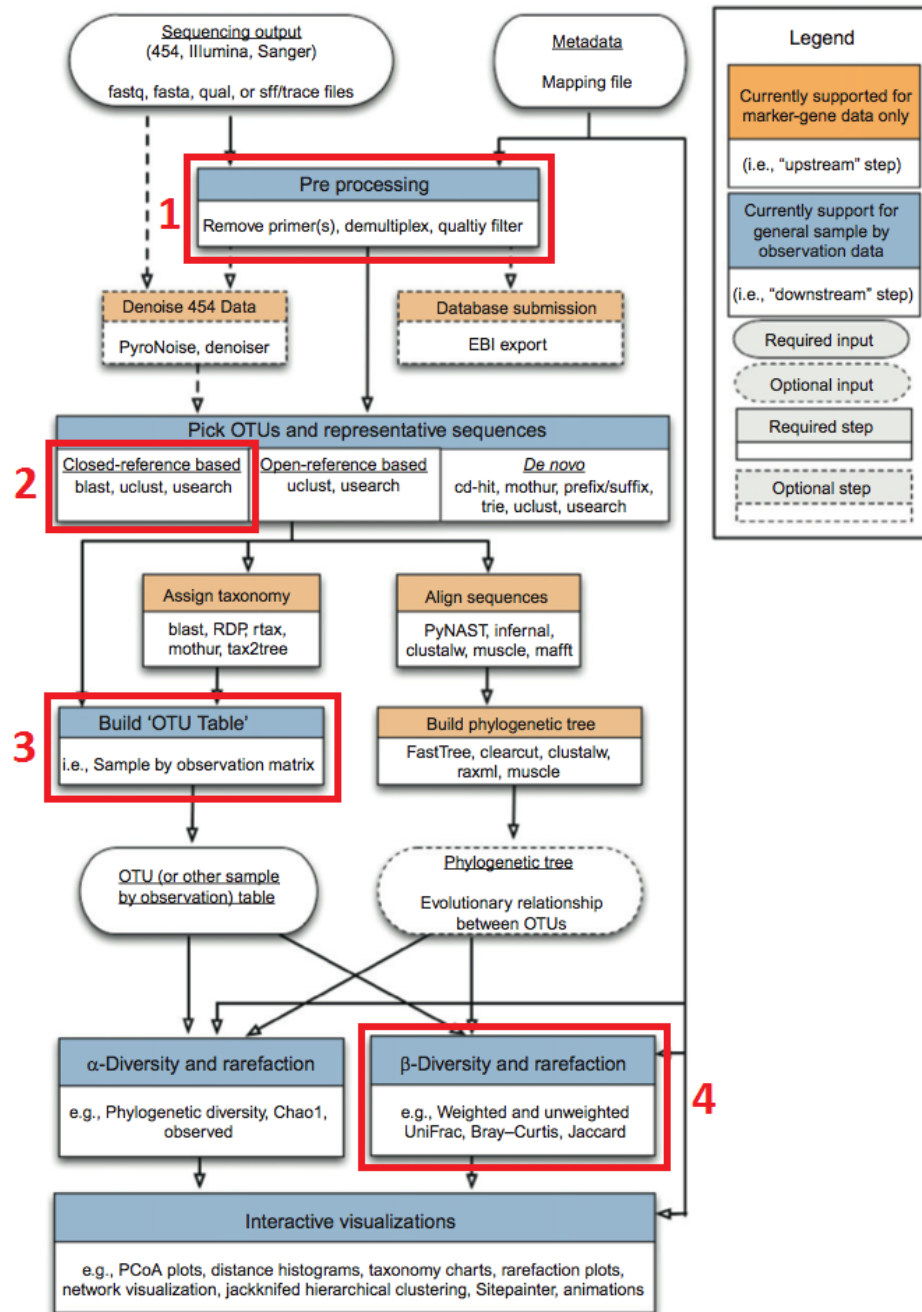 Sequencing output
(454, Illumina, Sanger)
fastq, fasta, qual, or sff/trace files
Metadata
Mapping file
Legend
Currently supported for
marker-gene data only
(i.e., “upstream” step)
Currently support for
general sample by
observation data
(i.e., “downstream” step)
Required input
Optional input
Required step
Optional step
1
Pre processing
Remove primer(s), demultiplex, qualtiy filter
Denoise 454 Data
PyroNoise, denoiser
Database submission
EBI export
Pick OTUs and representative sequences
2
Closed-reference based
blast, uclust, usearch
Open-reference based
uclust, usearch
De novo
cd-hit, mothur, prefix/suffix,
trie, uclust, usearch
Assign taxonomy
blast, RDP, rtax,
mothur, tax2tree
Align sequences
PyNAST, infernal,
clustalw, muscle, mafft
3
Build ‘OTU Table’
i.e., Sample by observation matrix
Build phylogenetic tree
FastTree, clearcut, clustalw,
raxml, muscle
OTU (or other sample
by observation) table
Phylogenetic tree
Evolutionary relationship
between OTUs
α-Diversity and rarefaction
e.g., Phylogenetic diversity, Chao1,
observed
β-Diversity and rarefaction
e.g., Weighted and unweighted
UniFrac, Bray–Curtis, Jaccard
4
Interactive visualizations
e.g., PCoA plots, distance histograms, taxonomy charts, rarefaction plots,
network visualization, jackknifed hierarchical clustering, Sitepainter, animations